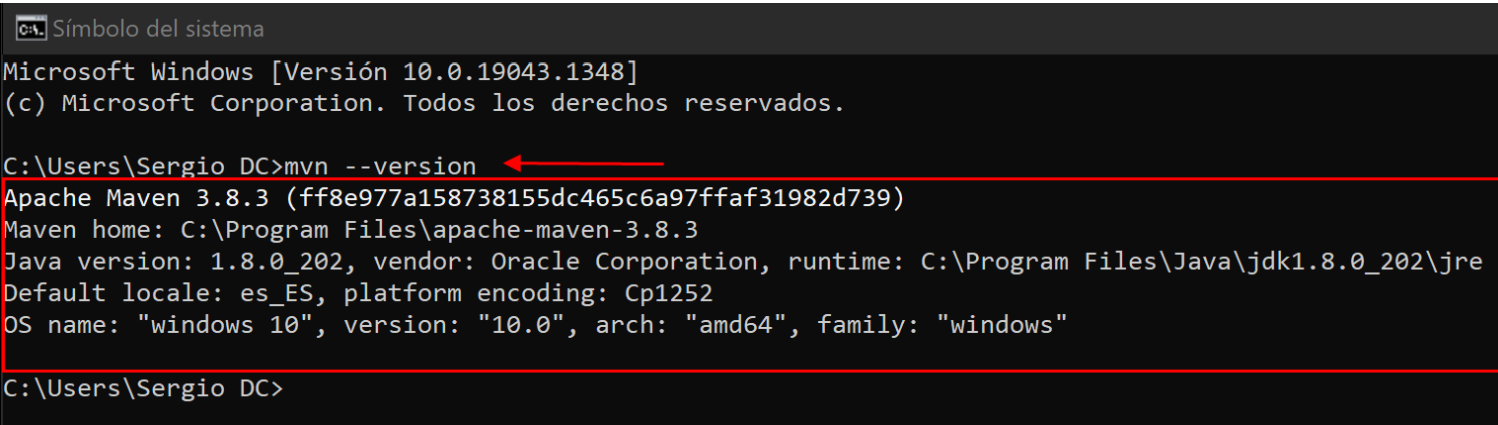 Símbolo del sistema
Microsoft Windows [Versión 10.0.19043.1348]
(c) Microsoft Corporation. Todos los derechos reservados.
C:\Users\Sergio DC>mvn --version
Apache Maven 3.8.3 (ff8e977a158738155dc465c6a97ffaf31982d739)
Maven home: C:\Program Files\apache-maven-3.8.3
Java version: 1.8.0_202, vendor: Oracle Corporation, runtime: C:\Program Files\Java\jdk1.8.0_202\jre
Default locale: es_ES, platform encoding: Cp1252
OS name: "windows 10", version: "10.0", arch: "amd64", family: "windows"
C:\Users\Sergio DC>